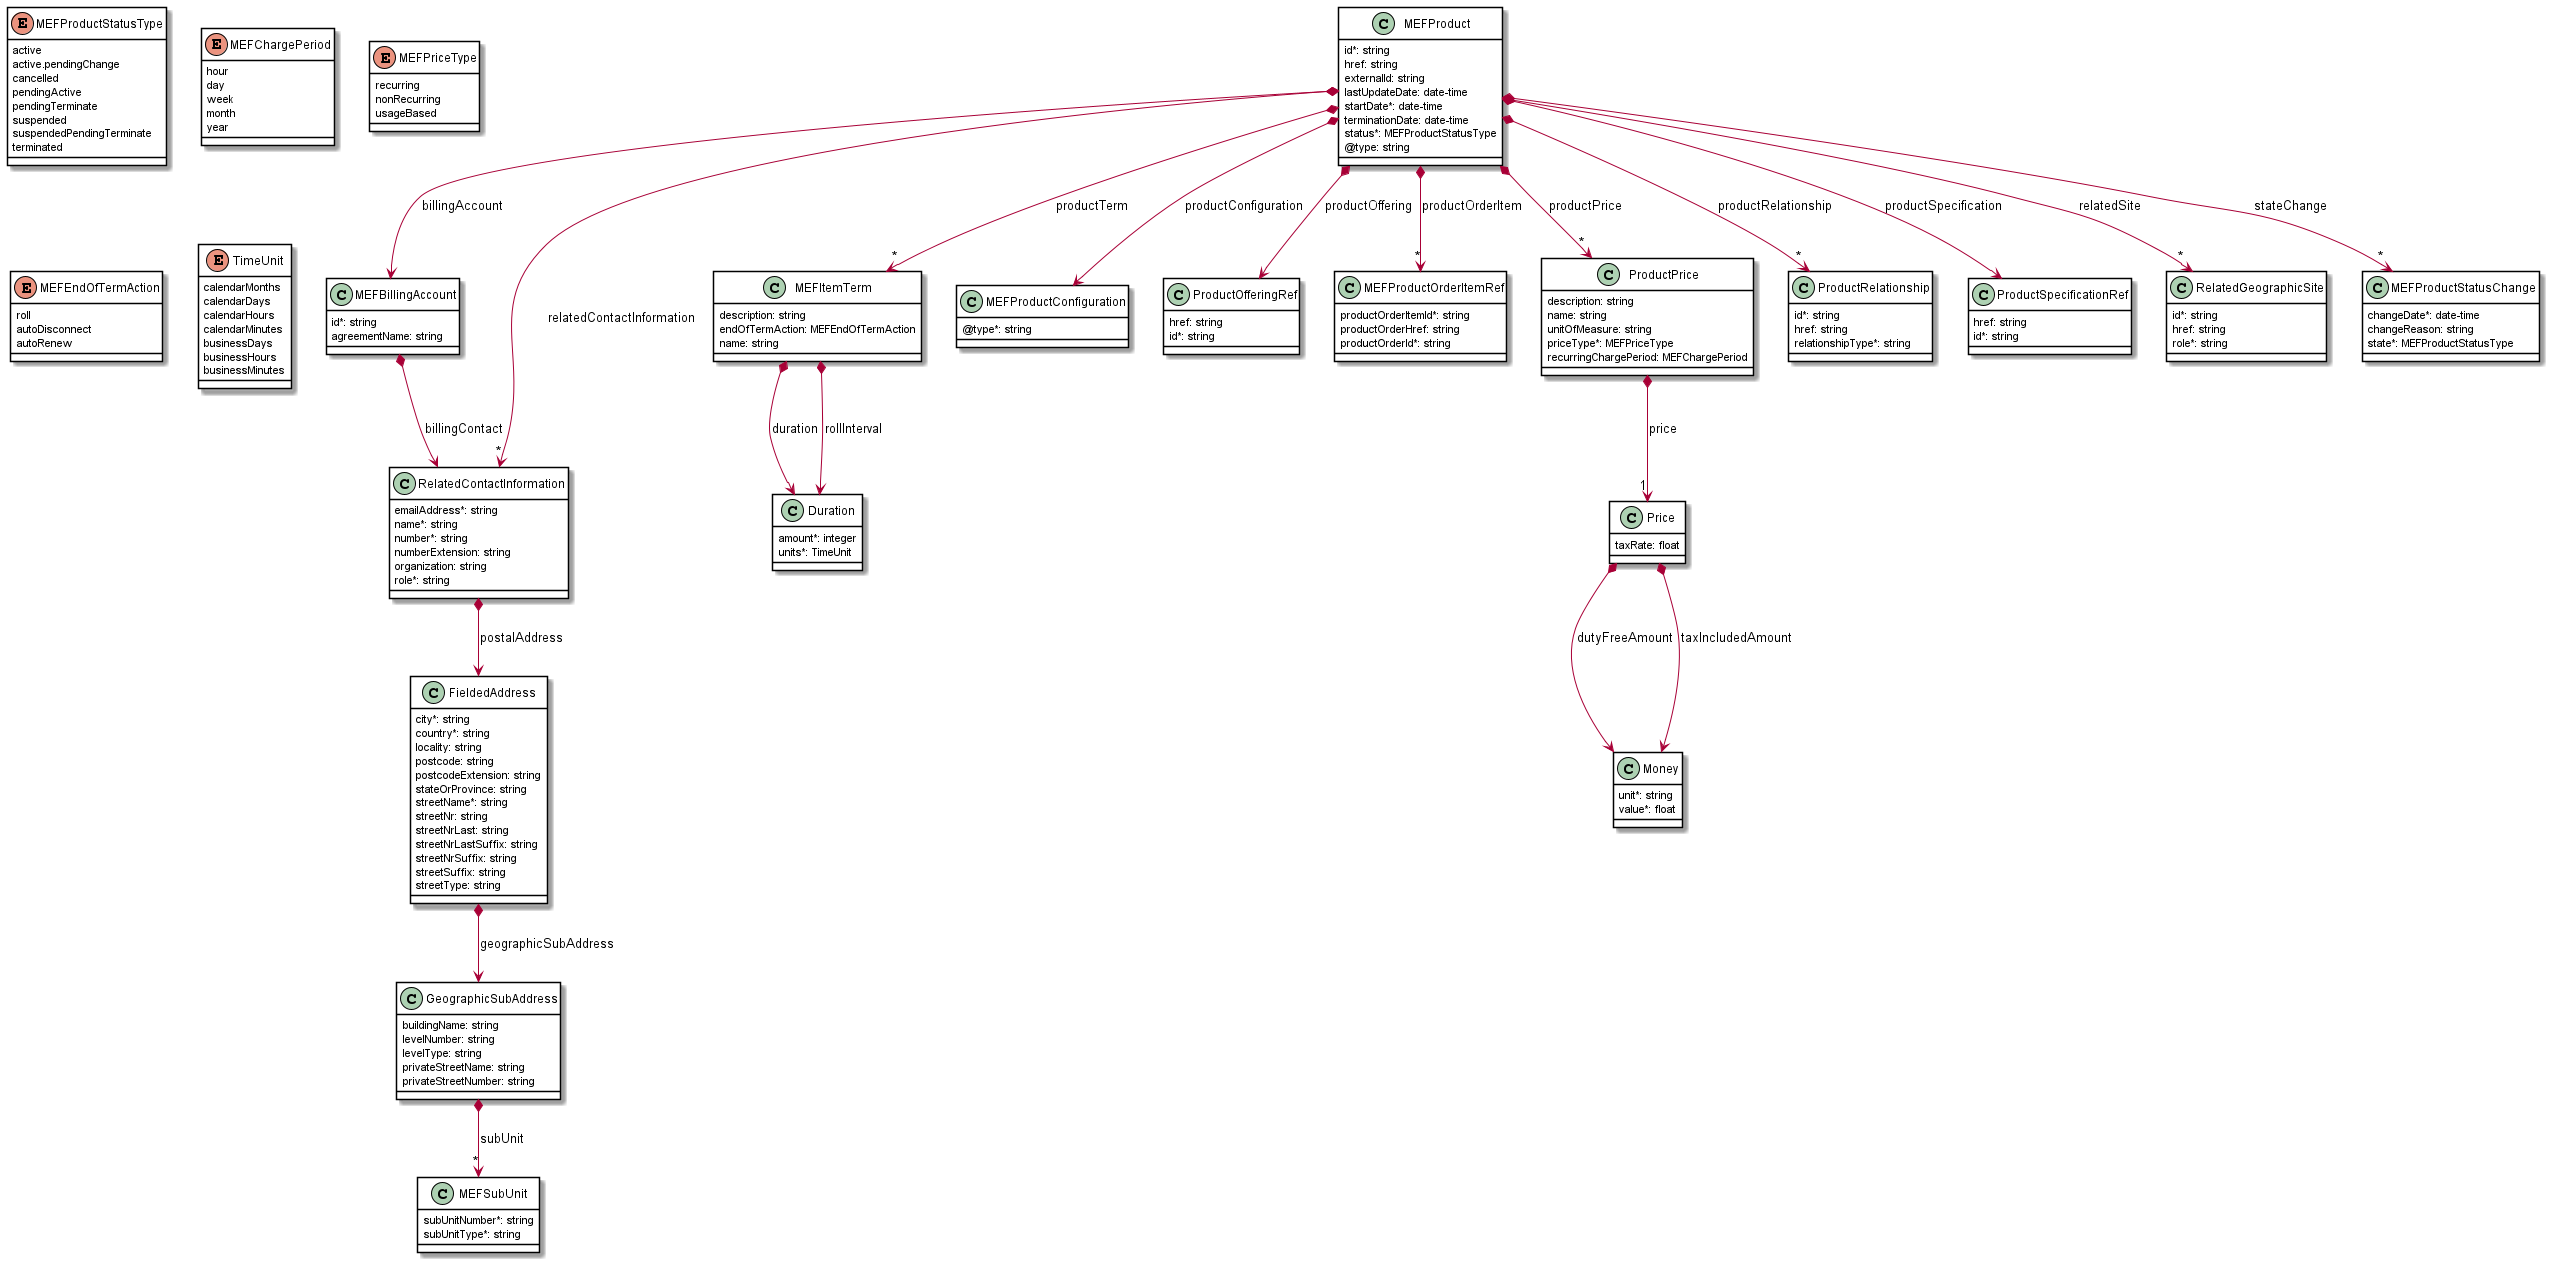 E MEFProductStatusType
active
active.pendingChange
cancelled
pendingActive
pendingTerminate
suspended
suspendedPendingTerminate
terminated
E MEFChargePeriod
hour
day
week
month
year
E MEFPriceType
recurring
nonRecurring
usageBased
C MEFProduct
id*: string
href: string
externalId: string
lastUpdateDate: date-time
startDate*: date-time
terminationDate: date-time
status*: MEFProductStatusType
@type: string
billingAccount
relatedContactInformation
productTerm
*
productConfiguration
productOffering
productOrderItem
*
productPrice
*
productRelationship
*
productSpecification
relatedSite
*
stateChange
*
E MEFEndOfTermAction
roll
autoDisconnect
autoRenew
E TimeUnit
calendarMonths
calendarDays
calendarHours
calendarMinutes
businessDays
businessHours
businessMinutes
C MEFBillingAccount
id*: string
agreementName: string
C MEFItemTerm
description: string
endOfTermAction: MEFEndOfTermAction
name: string
C MEFProductConfiguration
@type*: string
C ProductOfferingRef
href: string
id*: string
C MEFProductOrderItemRef
productOrderItemId*: string
productOrderHref: string
productOrderId*: string
C ProductPrice
description: string
name: string
unitOfMeasure: string
priceType*: MEFPriceType
recurringChargePeriod: MEFChargePeriod
C ProductRelationship
id*: string
href: string
relationshipType*: string
C ProductSpecificationRef
href: string
id*: string
C RelatedGeographicSite
id*: string
href: string
role*: string
C MEFProductStatusChange
changeDate*: date-time
changeReason: string
state*: MEFProductStatusType
billingContact
*
duration
rollInterval
price
1
C RelatedContactInformation
emailAddress*: string
name*: string
number*: string
numberExtension: string
organization: string
role*: string
C Duration
amount*: integer
units*: TimeUnit
C Price
taxRate: float
postalAddress
dutyFreeAmount
taxIncludedAmount
C FieldedAddress
city*: string
country*: string
locality: string
postcode: string
postcodeExtension: string
stateOrProvince: string
streetName*: string
streetNr: string
streetNrLast: string
streetNrLastSuffix: string
streetNrSuffix: string
streetSuffix: string
streetType: string
C Money
unit*: string
value*: float
geographicSubAddress
C GeographicSubAddress
buildingName: string
levelNumber: string
levelType: string
privateStreetName: string
privateStreetNumber: string
subUnit
*
C MEFSubUnit
subUnitNumber*: string
subUnitType*: string